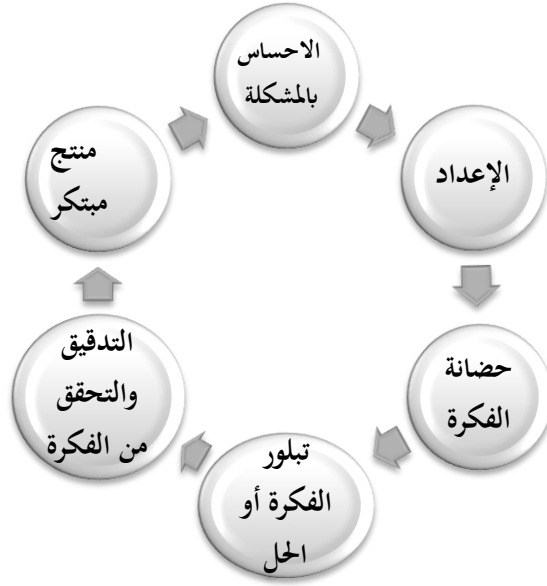 الاحساس
بالمشكلة
الإعداد
حضانة
الفكرة
تبلور
الفكرة أو
الحل
التدقيق
والتحقق
من الفكرة
منتج
مبتكر